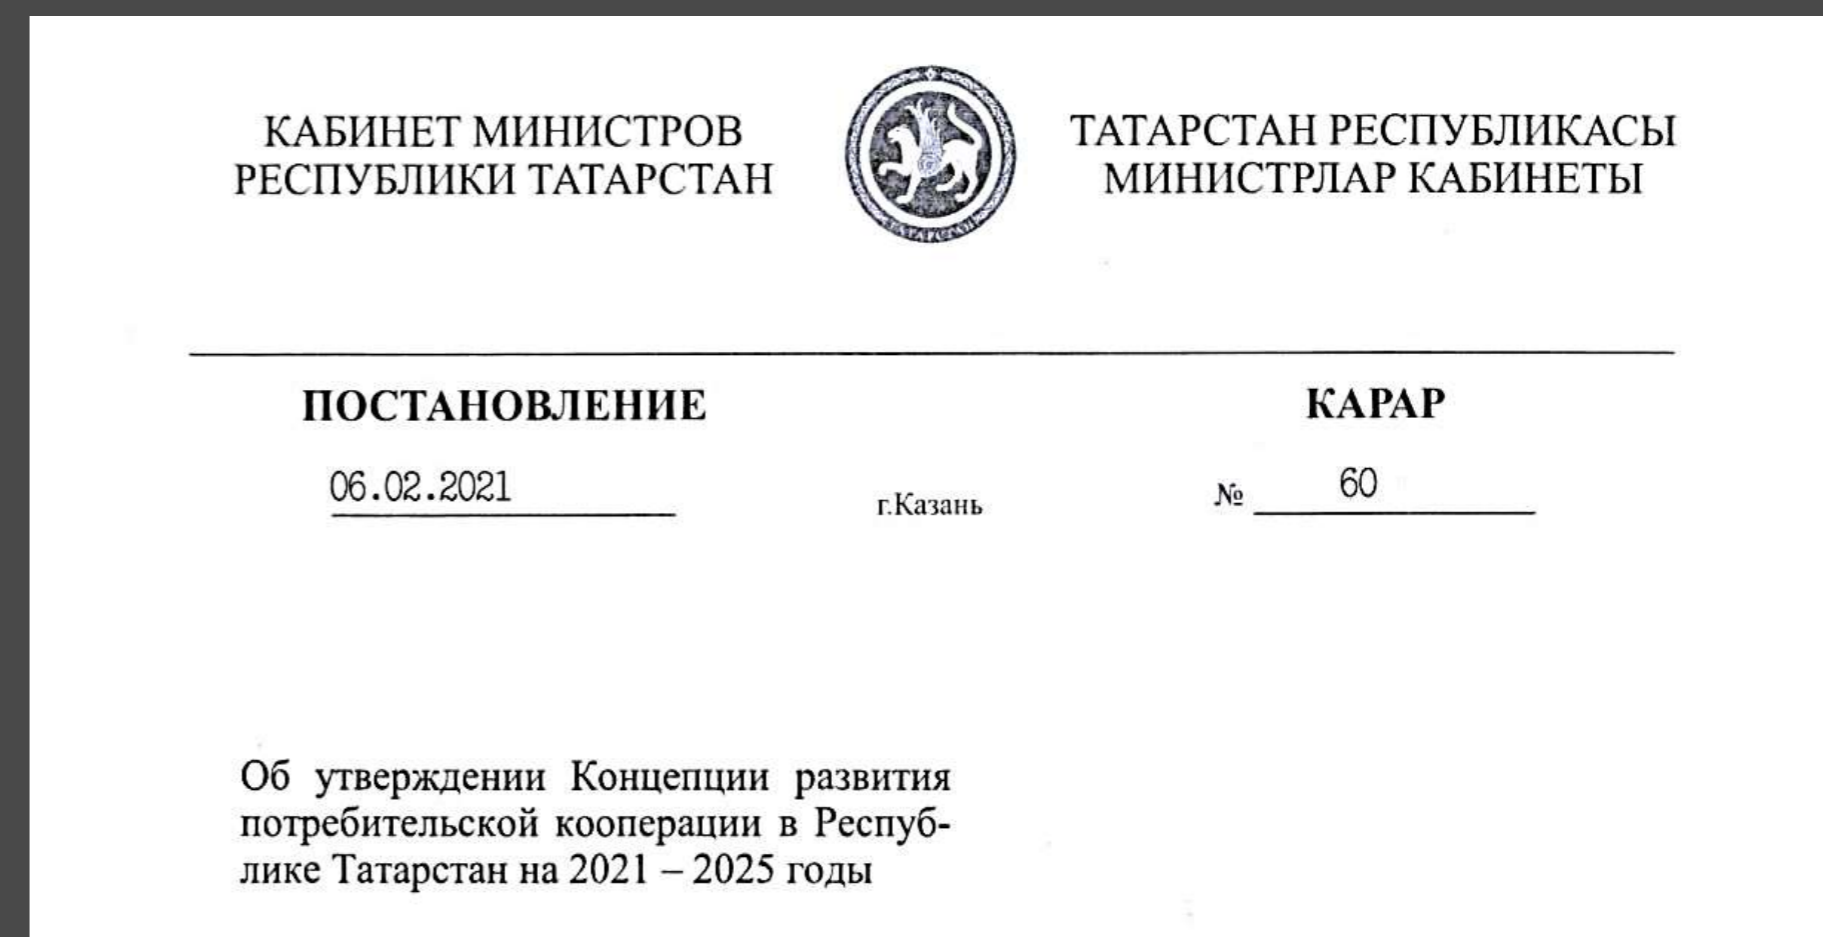 КАБИНЕТ МИНИСТРОВ
РЕСПУБЛИКИ ТАТАРСТАН
ТАТАРСТАН
ТАТАРСТАН РЕСПУБЛИКАСЫ
МИНИСТРЛАР КАБИНЕТЫ
ПОСТАНОВЛЕНИЕ
КАРАР
06.02.2021
г.Казань
№ 60
Об утверждении Концепции развития
потребительской кооперации в Респуб-
лике Татарстан на 2021 – 2025 годы